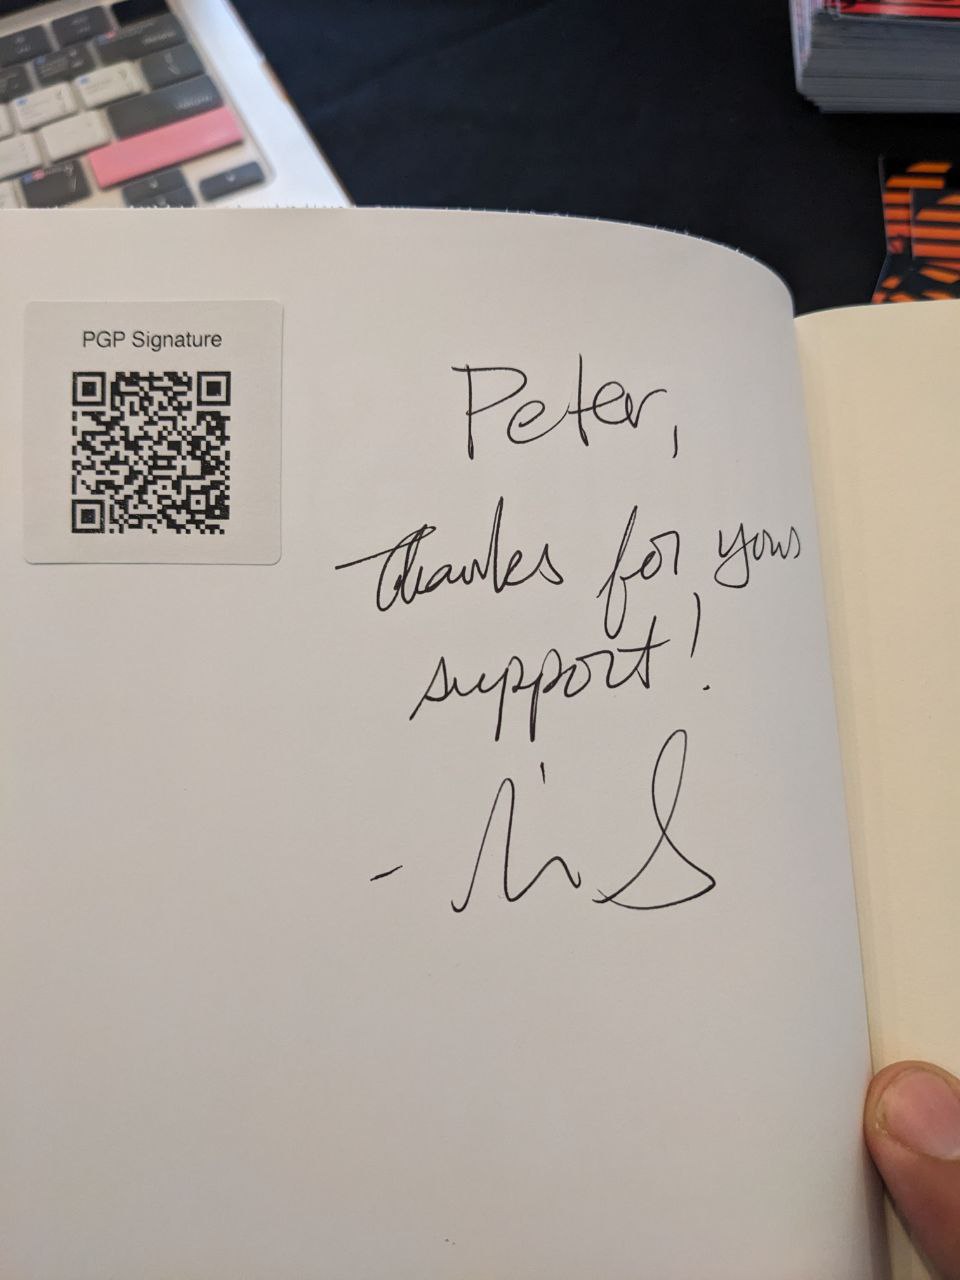 PGP Signature
Peter,
thanks for your
support!